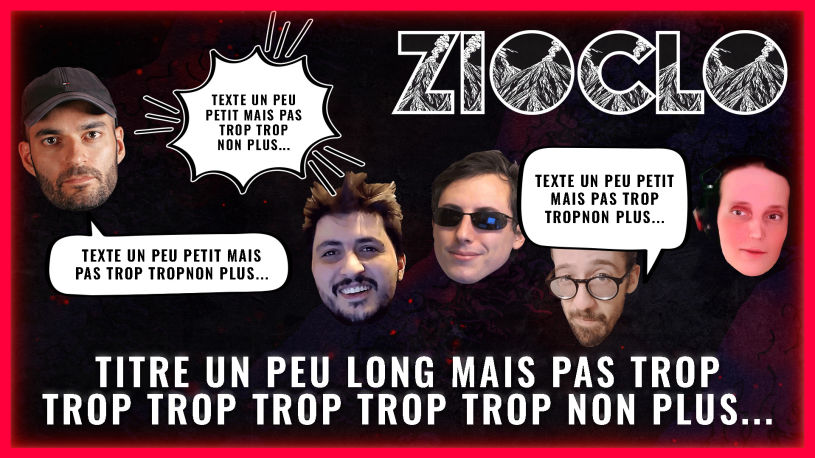 ZIOCLO
TEXTE UN PEU
PETIT MAIS PAS
TROP TROP
NON PLUS...
TEXTE UN PEU PETIT
MAIS PAS TROP
TROPNON PLUS...
TEXTE UN PEU PETIT MAIS
PAS TROP TROPNON PLUS...
TITRE UN PEU LONG MAIS PAS TROP
TROP TROP TROP TROP TROP NON PLUS...